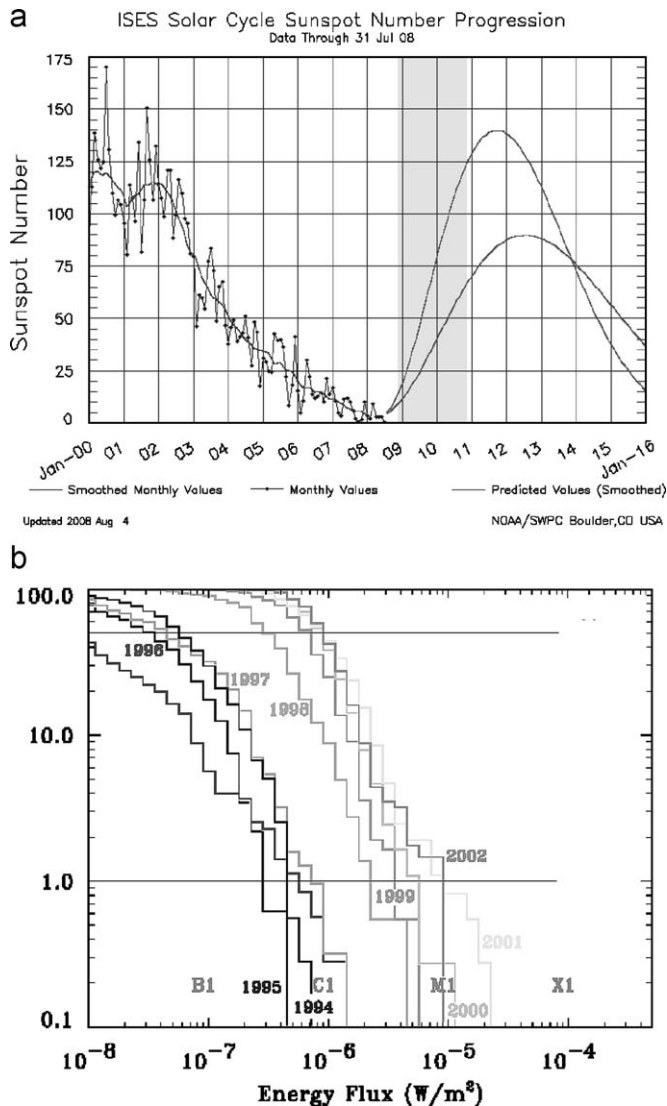 a
ISES Solar Cycle Sunspot Number Progression
Data Through 31 Jul 08
175
150
125
100
75
50
25
0
Sunspot Number
Jan-00 01 02 03 04 05 06 07 08 09 10 11 12 13 14 15 Jan-16
Smoothed Monthly Values Monthly Values Predicted Values (Smoothed)
Updated 2008 Aug 4 NOAA/SWPC Boulder,CO USA
b
100.0
10.0
1.0
0.1
1996
1997
1998
1999
2002
2001
B1 1995 C1 M1 X1
1994 2000
10-8 10-7 10-6 10-5 10-4
Energy Flux (W/m²)